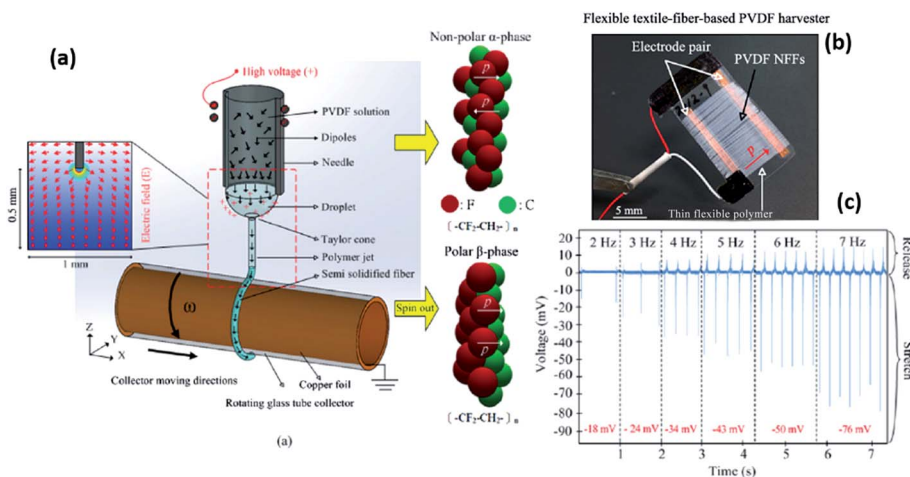 (a)
High voltage (+)
PVDF solution
Dipoles
Needle
Droplet
Taylor cone
Polymer jet
Semi solidified fiber
Electric field (E)
0.5 mm
1 mm
ω
Z
Y
X
Collector moving directions
Copper foil
Rotating glass tube collector
(a)
Spin out
Non-polar α-phase
P
P
: F
: C
[ -CF2-CH2- ]n
Polar β-phase
P
P
[ -CF2-CH2- ]n
Flexible textile-fiber-based PVDF harvester
(b)
Electrode pair
PVDF NFFs
P
5 mm
Thin flexible polymer
(c)
2 Hz
3 Hz
4 Hz
5 Hz
6 Hz
7 Hz
20
10
0
-10
-20
-30
-40
-50
-60
-70
-80
-90
Voltage (mV)
Release
Stretch
-18 mV
- 24 mV
-34 mV
-43 mV
-50 mV
-76 mV
1
2
3
4
5
6
7
Time (s)